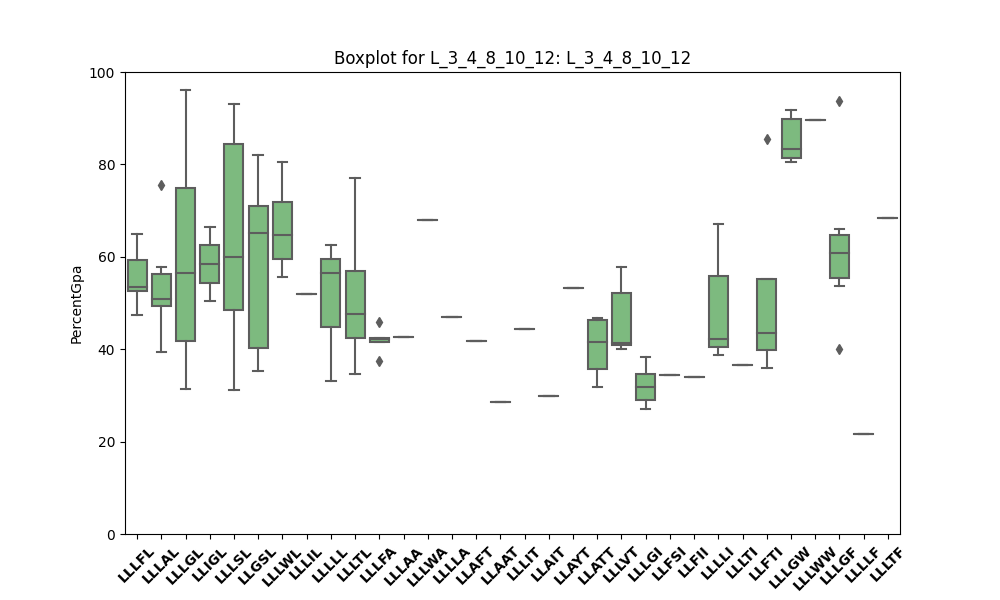 Boxplot for L_3_4_8_10_12: L_3_4_8_10_12
PercentGpa
100
80
60
40
20
0
LLLFL
LLLAL
LLLGL
LLIGL
LLLSL
LLGSL
LLLWL
LLLIL
LLLLL
LLLTL
LLLFA
LLLAA
LLLWA
LLLLA
LLAFT
LLAAT
LLLIT
LLAIT
LLAYT
LLATT
LLLVT
LLLGI
LLFSI
LLFII
LLLLI
LLLTI
LLFTI
LLLGW
LLLWW
LLLGF
LLLLF
LLLTF